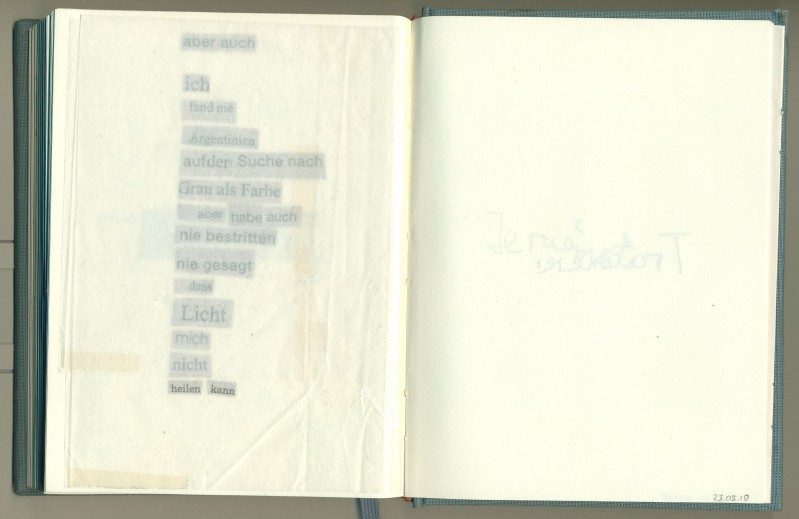 aber auch
ich
fand nie
Argentinien
aufder Suche nach
Grau als Farbe
aber habe auch
nie bestritten
nie gesagt
dass
Licht
mich
nicht
heilen kann
23.05.10